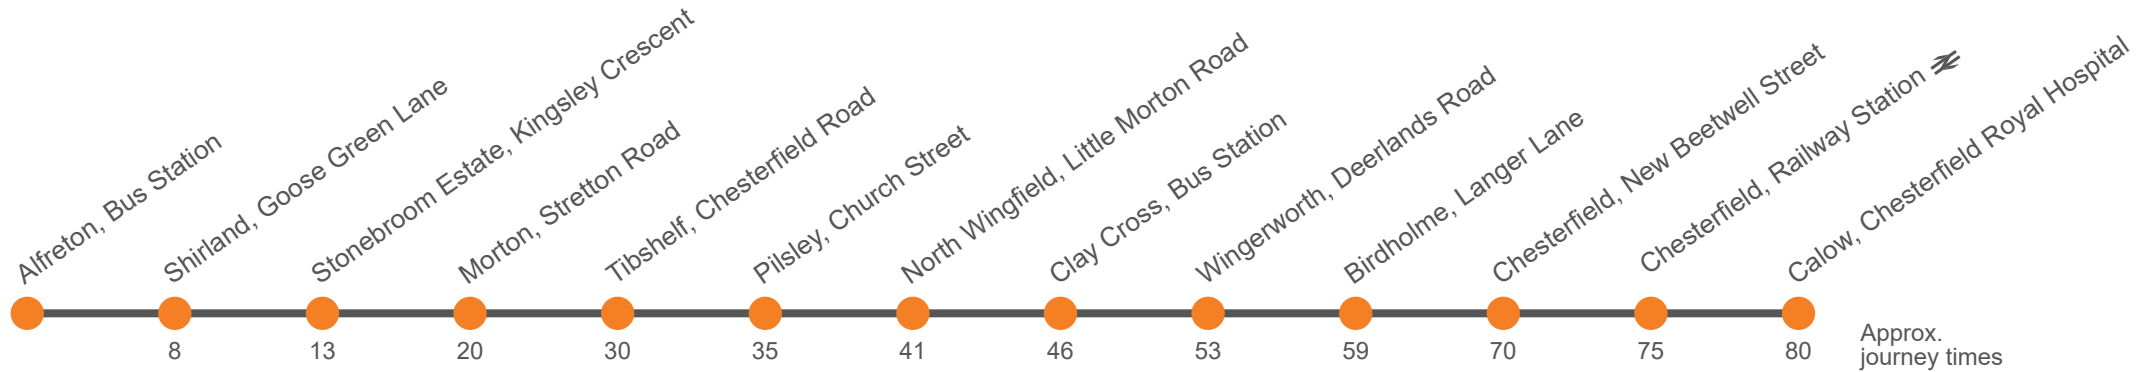 Alfreton, Bus Station
Shirland, Goose Green Lane
Stonebroom Estate, Kingsley Crescent
Morton, Stretton Road
Tibshelf, Chesterfield Road
Pilsley, Church Street
North Wingfield, Little Morton Road
Clay Cross, Bus Station
Wingerworth, Deerlands Road
Birdholme, Langer Lane
Chesterfield, New Beetwell Street
Chesterfield, Railway Station
Calow, Chesterfield Royal Hospital
8 13 20 30 35 41 46 53 59 70 75 80
Approx.
journey times